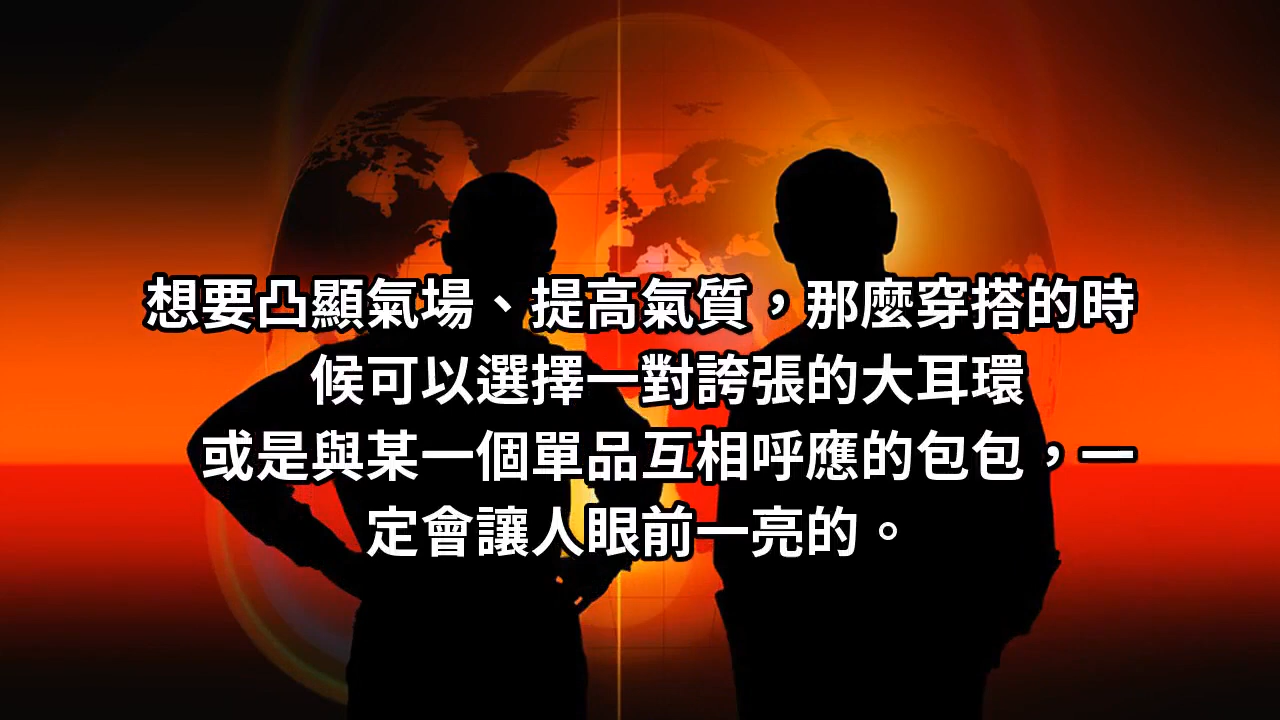 想要凸顯氣場、提高氣質，那麼穿搭的時
候可以選擇一對誇張的大耳環
或是與某一個單品互相呼應的包包，一
定會讓人眼前一亮的。